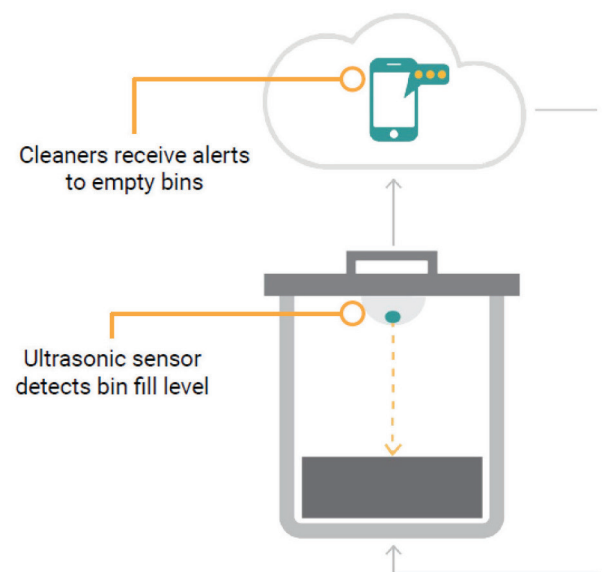 Cleaners receive alerts
to empty bins
Ultrasonic sensor
detects bin fill level